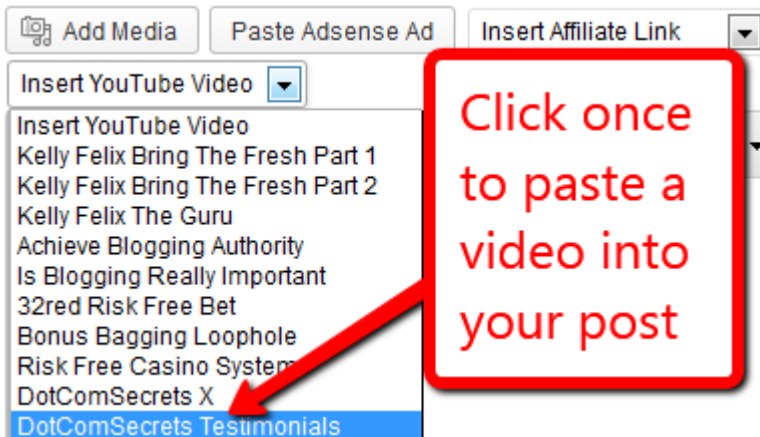 Add Media
Paste Adsense Ad
Insert Affiliate Link
Insert YouTube Video
Insert YouTube Video
Kelly Felix Bring The Fresh Part 1
Kelly Felix Bring The Fresh Part 2
Kelly Felix The Guru
Achieve Blogging Authority
Is Blogging Really Important
32red Risk Free Bet
Bonus Bagging Loophole
Risk Free Casino System
DotComSecrets X
DotComSecrets Testimonials
Click once
to paste a
video into
your post